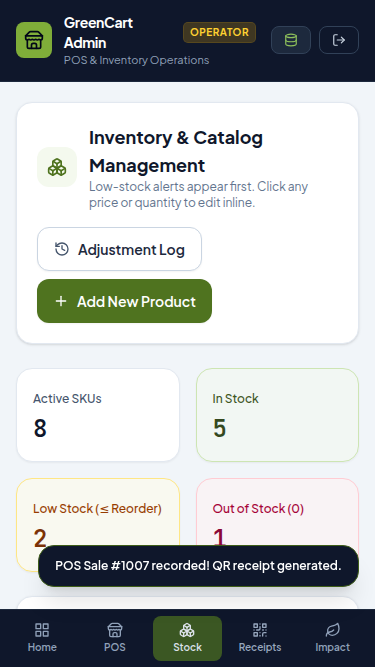 GreenCart
Admin
POS & Inventory Operations
OPERATOR
Inventory & Catalog
Management
Low-stock alerts appear first. Click any
price or quantity to edit inline.
Adjustment Log
Add New Product
Active SKUs
8
In Stock
5
Low Stock (≤ Reorder)
2
Out of Stock (0)
1
POS Sale #1007 recorded! QR receipt generated.
Home
POS
Stock
Receipts
Impact